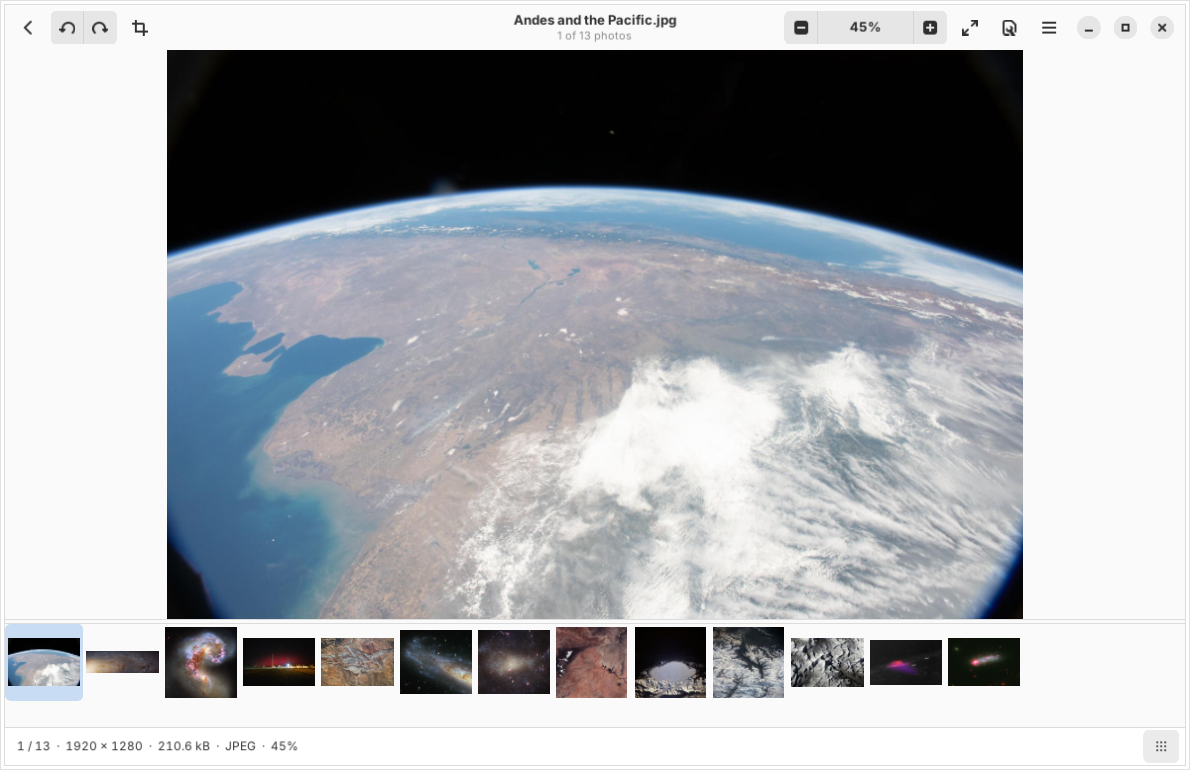 Andes and the Pacific.jpg
1 of 13 photos
45%
1 / 13 · 1920 × 1280 · 210.6 kB · JPEG · 45%